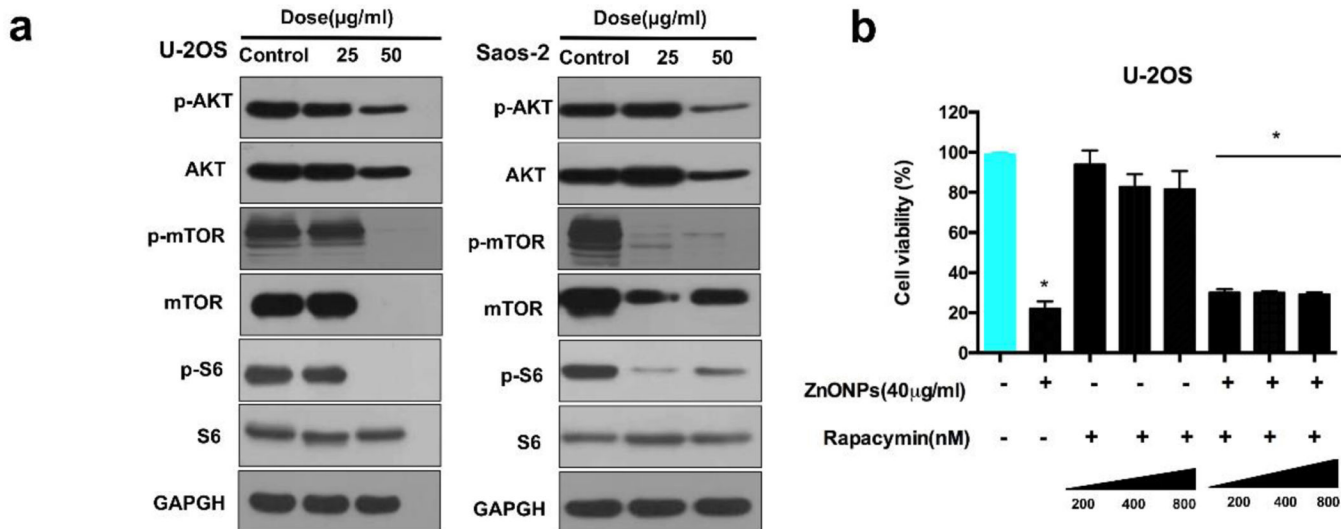 a
Dose(µg/ml)
U-2OS Control 25 50
p-AKT
AKT
p-mTOR
mTOR
p-S6
S6
GAPGH
Dose(µg/ml)
Saos-2 Control 25 50
p-AKT
AKT
p-mTOR
mTOR
p-S6
S6
GAPGH
b
U-2OS
Cell viability (%)
120
100
80
60
40
20
0
*
*
ZnONPs(40µg/ml) - + - - - + + +
Rapacymin(nM) - - + + + + + +
200 400 800 200 400 800